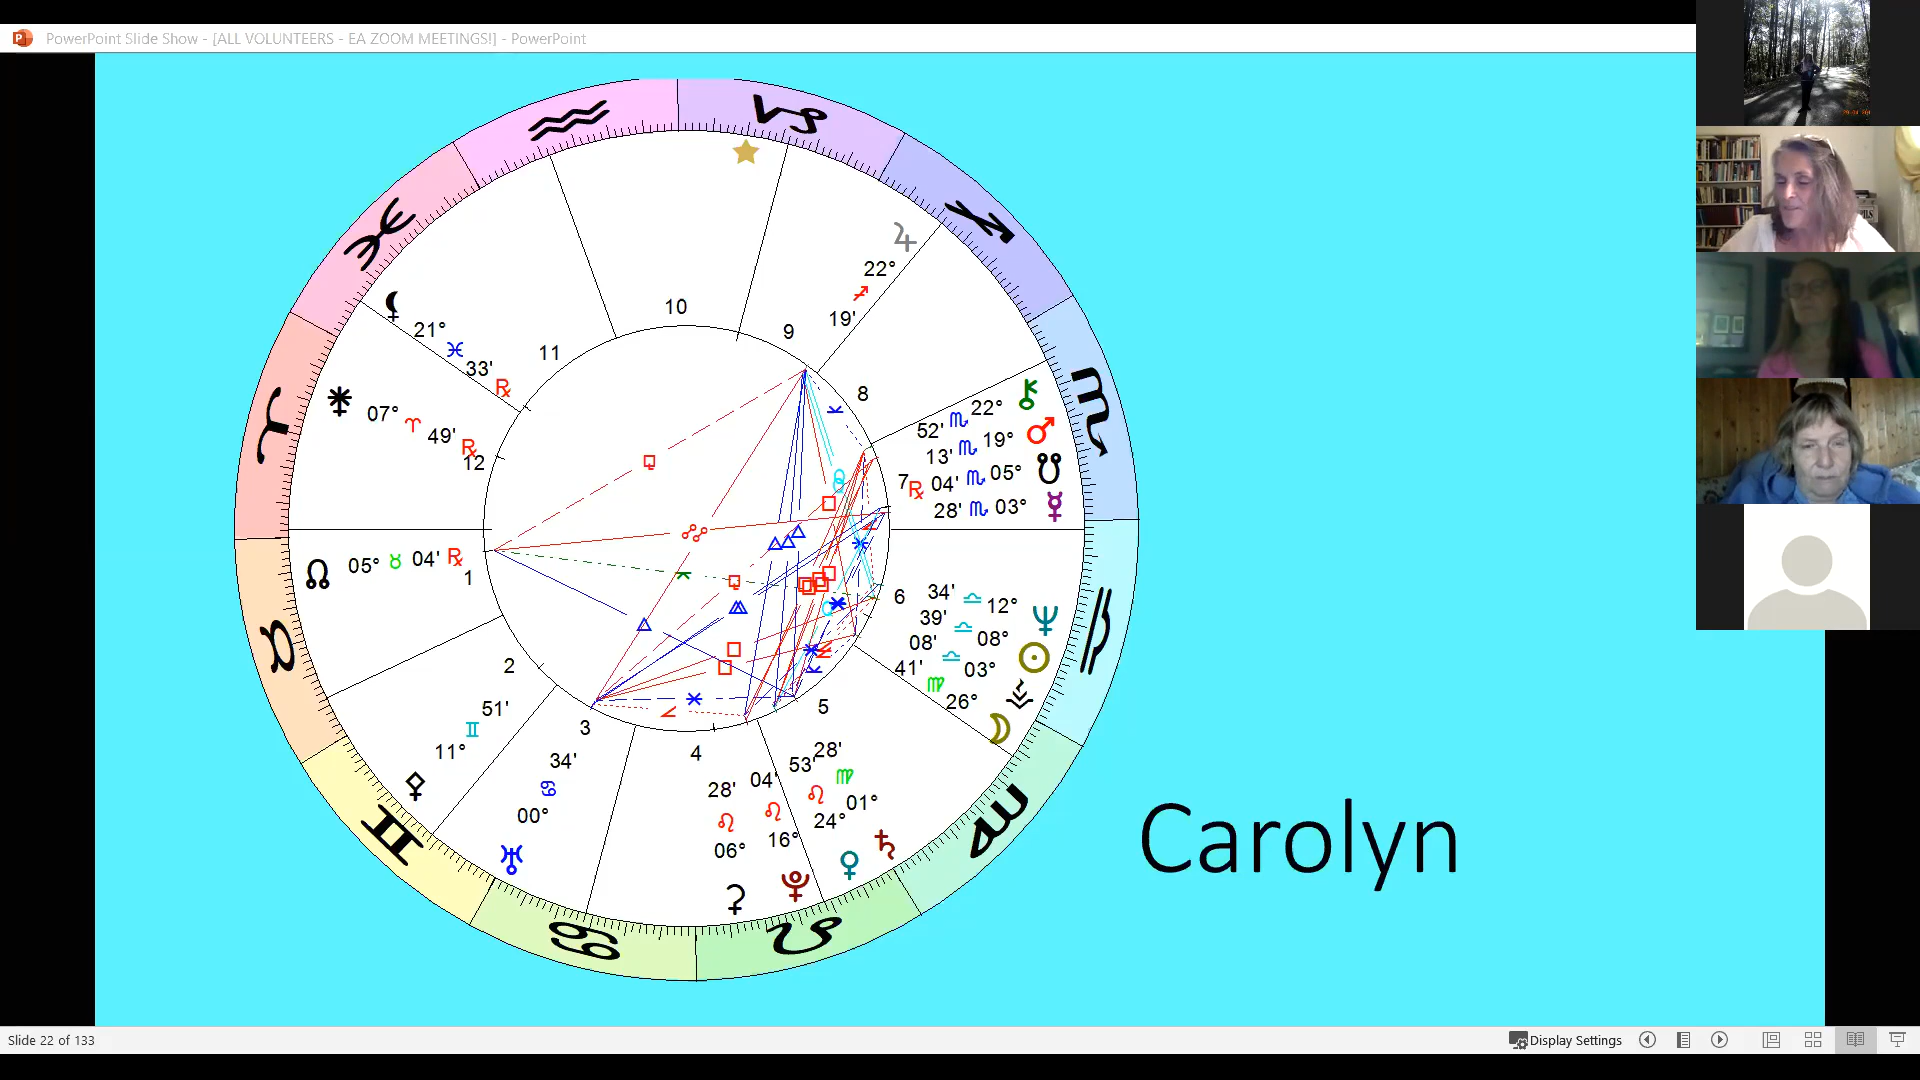 PowerPoint Slide Show - [ALL VOLUNTEERS - EA ZOOM MEETINGS!] - PowerPoint
♒ ♑
♓ ♐
♃
22°
♐
19'
10
9
⚸ 21° ♓ 33' ℞
11
8
07° ♈ 49' ℞
12
52' ♏ 22° ⚷
13' ♏ 19° ♂
7 ℞ 04' ♏ 05° ☋
28' ♏ 03° ☿
♈ ♏
☊ 05° ♉ 04' ℞
1
6
34' ♎ 12° ♆
39' ♎ 08° ☉
08' ♎ 03°
41' ♍ 26° ☽
♉ ♎
2
51'
♊
11°
3
34'
♋
00°
♅
4
28'
♌
06°
5
04'
♌
16°
53'
♌
24°
♀
28'
♍
01°
♄
♊ ♍
♋ ♌
Carolyn
Slide 22 of 133
Display Settings